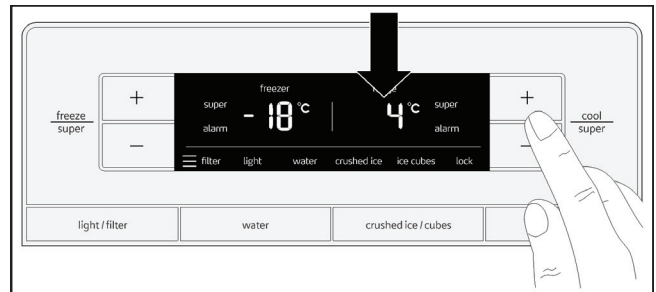 freezer
super
-18°C
alarm
4°C
super
alarm
+
−
freeze
super
+
−
cool
super
filter light water crushed ice ice cubes lock
light/filter
water
crushed ice/cubes